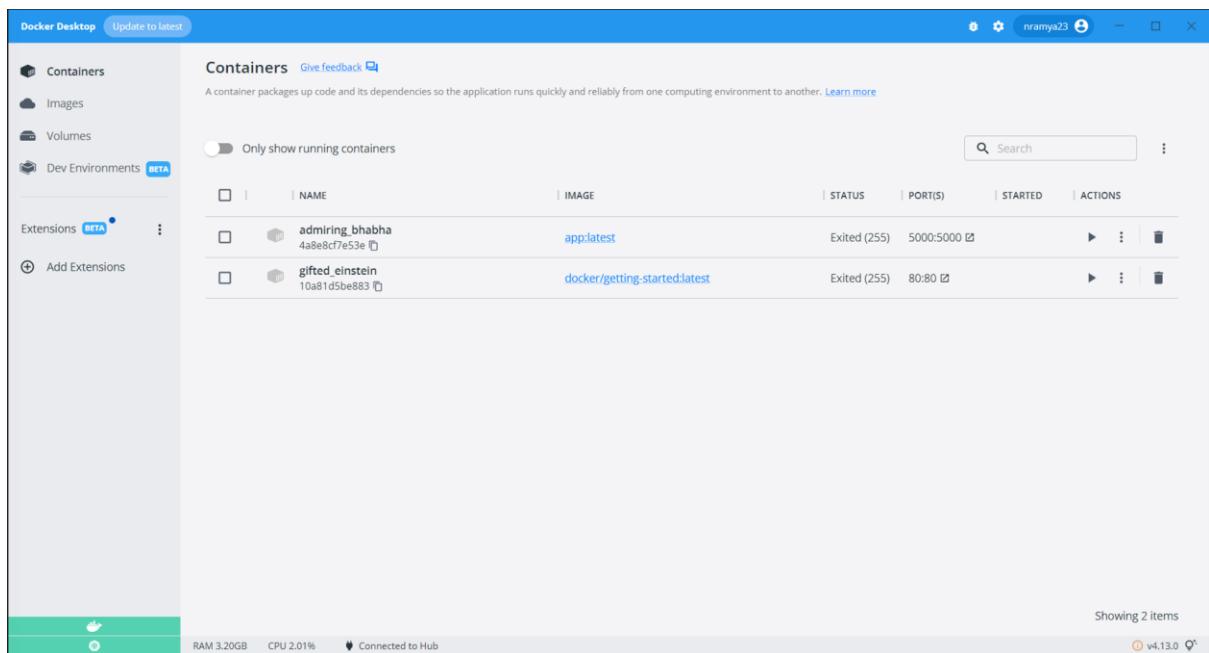 Docker Desktop Update to latest nramya23
Containers
Images
Volumes
Dev Environments BETA
Extensions BETA
Add Extensions
Containers Give feedback
A container packages up code and its dependencies so the application runs quickly and reliably from one computing environment to another. Learn more
Only show running containers Search
NAME IMAGE STATUS PORT(S) STARTED ACTIONS
admiring_bhabha
4a8e8cf7e53e app:latest Exited (255) 5000:5000
gifted_einstein
10a81d5be883 docker/getting-started:latest Exited (255) 80:80
Showing 2 items
RAM 3.20GB CPU 2.01% Connected to Hub v4.13.0